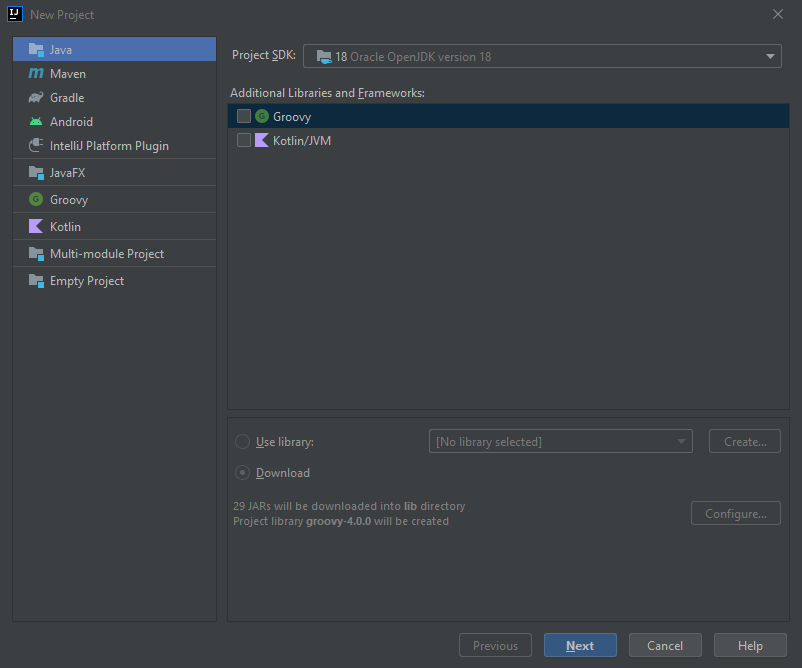 New Project
Java
Maven
Gradle
Android
IntelliJ Platform Plugin
JavaFX
Groovy
Kotlin
Multi-module Project
Empty Project
Project SDK: 18 Oracle OpenJDK version 18
Additional Libraries and Frameworks:
Groovy
Kotlin/JVM
Use library: [No library selected] Create...
Download
29 JARs will be downloaded into lib directory
Project library groovy-4.0.0 will be created
Configure...
Previous Next Cancel Help